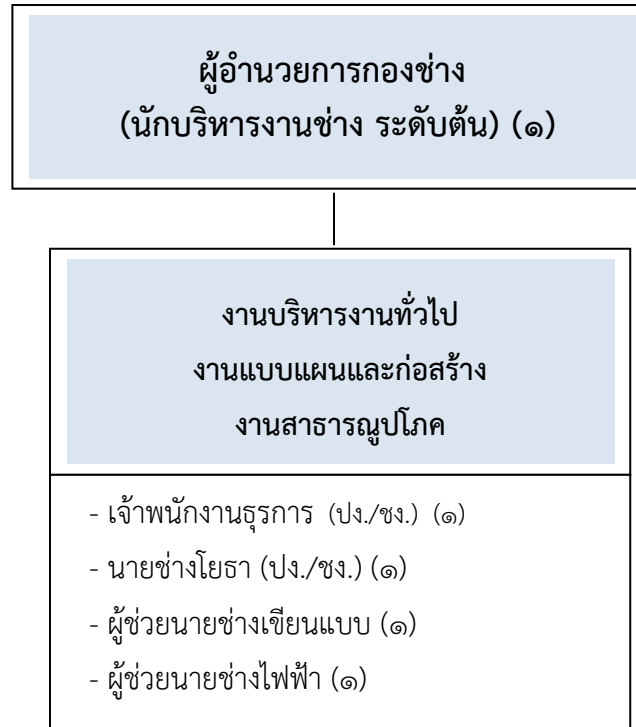 ผู้อำนวยการกองช่าง
(นักบริหารงานช่าง ระดับต้น) (๑)
งานบริหารงานทั่วไป
งานแบบแผนและก่อสร้าง
งานสาธารณูปโภค
- เจ้าพนักงานธุรการ (ปง./ชง.) (๑)
- นายช่างโยธา (ปง./ชง.) (๑)
- ผู้ช่วยนายช่างเขียนแบบ (๑)
- ผู้ช่วยนายช่างไฟฟ้า (๑)